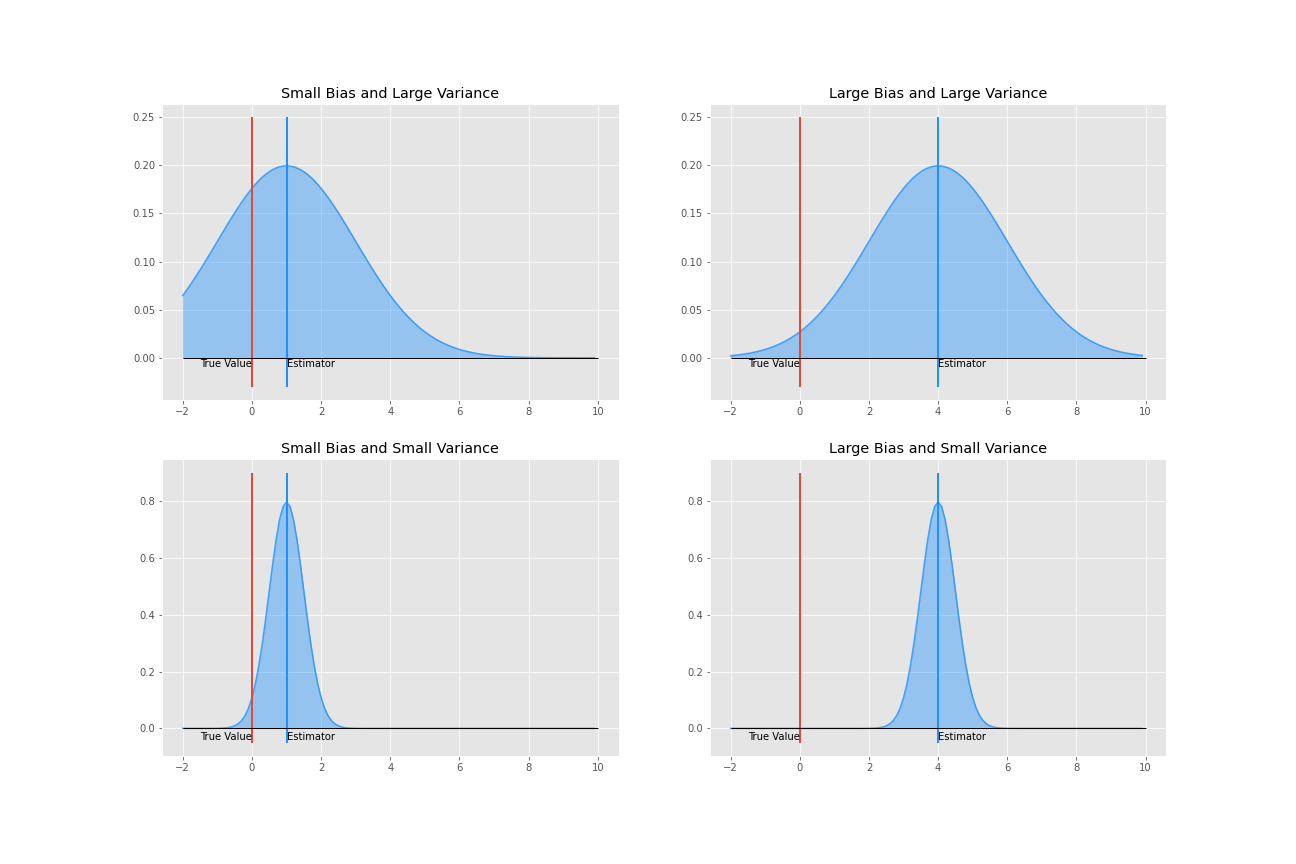 Small Bias and Large Variance
0.25
0.20
0.15
0.10
0.05
0.00
True Value Estimator
−2 0 2 4 6 8 10
Large Bias and Large Variance
0.25
0.20
0.15
0.10
0.05
0.00
True Value Estimator
−2 0 2 4 6 8 10
Small Bias and Small Variance
0.8
0.6
0.4
0.2
0.0
True Value Estimator
−2 0 2 4 6 8 10
Large Bias and Small Variance
0.8
0.6
0.4
0.2
0.0
True Value Estimator
−2 0 2 4 6 8 10